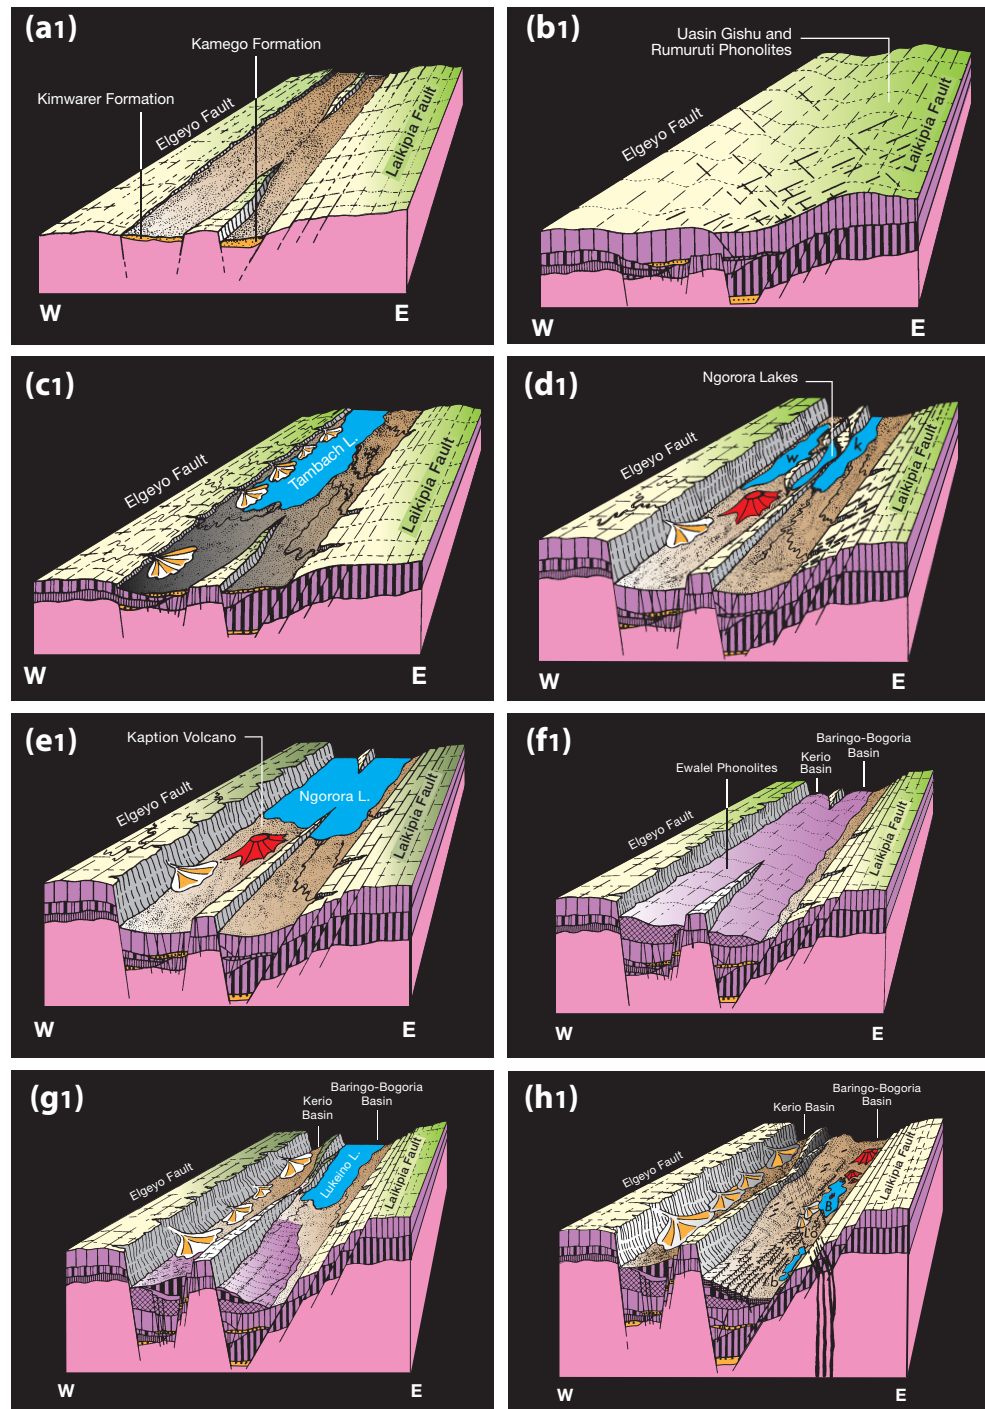 (a1)
Kamego Formation
Kimwarer Formation
Elgeyo Fault
Laikipia Fault
W
E
(b1)
Uasin Gishu and
Rumuruti Phonolites
Elgeyo Fault
Laikipia Fault
W
E
(c1)
Elgeyo Fault
Tambach L.
Laikipia Fault
W
E
(d1)
Ngorora Lakes
Elgeyo Fault
w
k
Laikipia Fault
W
E
(e1)
Kaption Volcano
Elgeyo Fault
Ngorora L.
Laikipia Fault
W
E
(f1)
Baringo-Bogoria
Basin
Kerio
Basin
Ewalel Phonolites
Elgeyo Fault
Laikipia Fault
W
E
(g1)
Baringo-Bogoria
Basin
Kerio
Basin
Elgeyo Fault
Lukeino L.
Laikipia Fault
W
E
(h1)
Baringo-Bogoria
Basin
Kerio Basin
Elgeyo Fault
Laikipia Fault
B
W
E